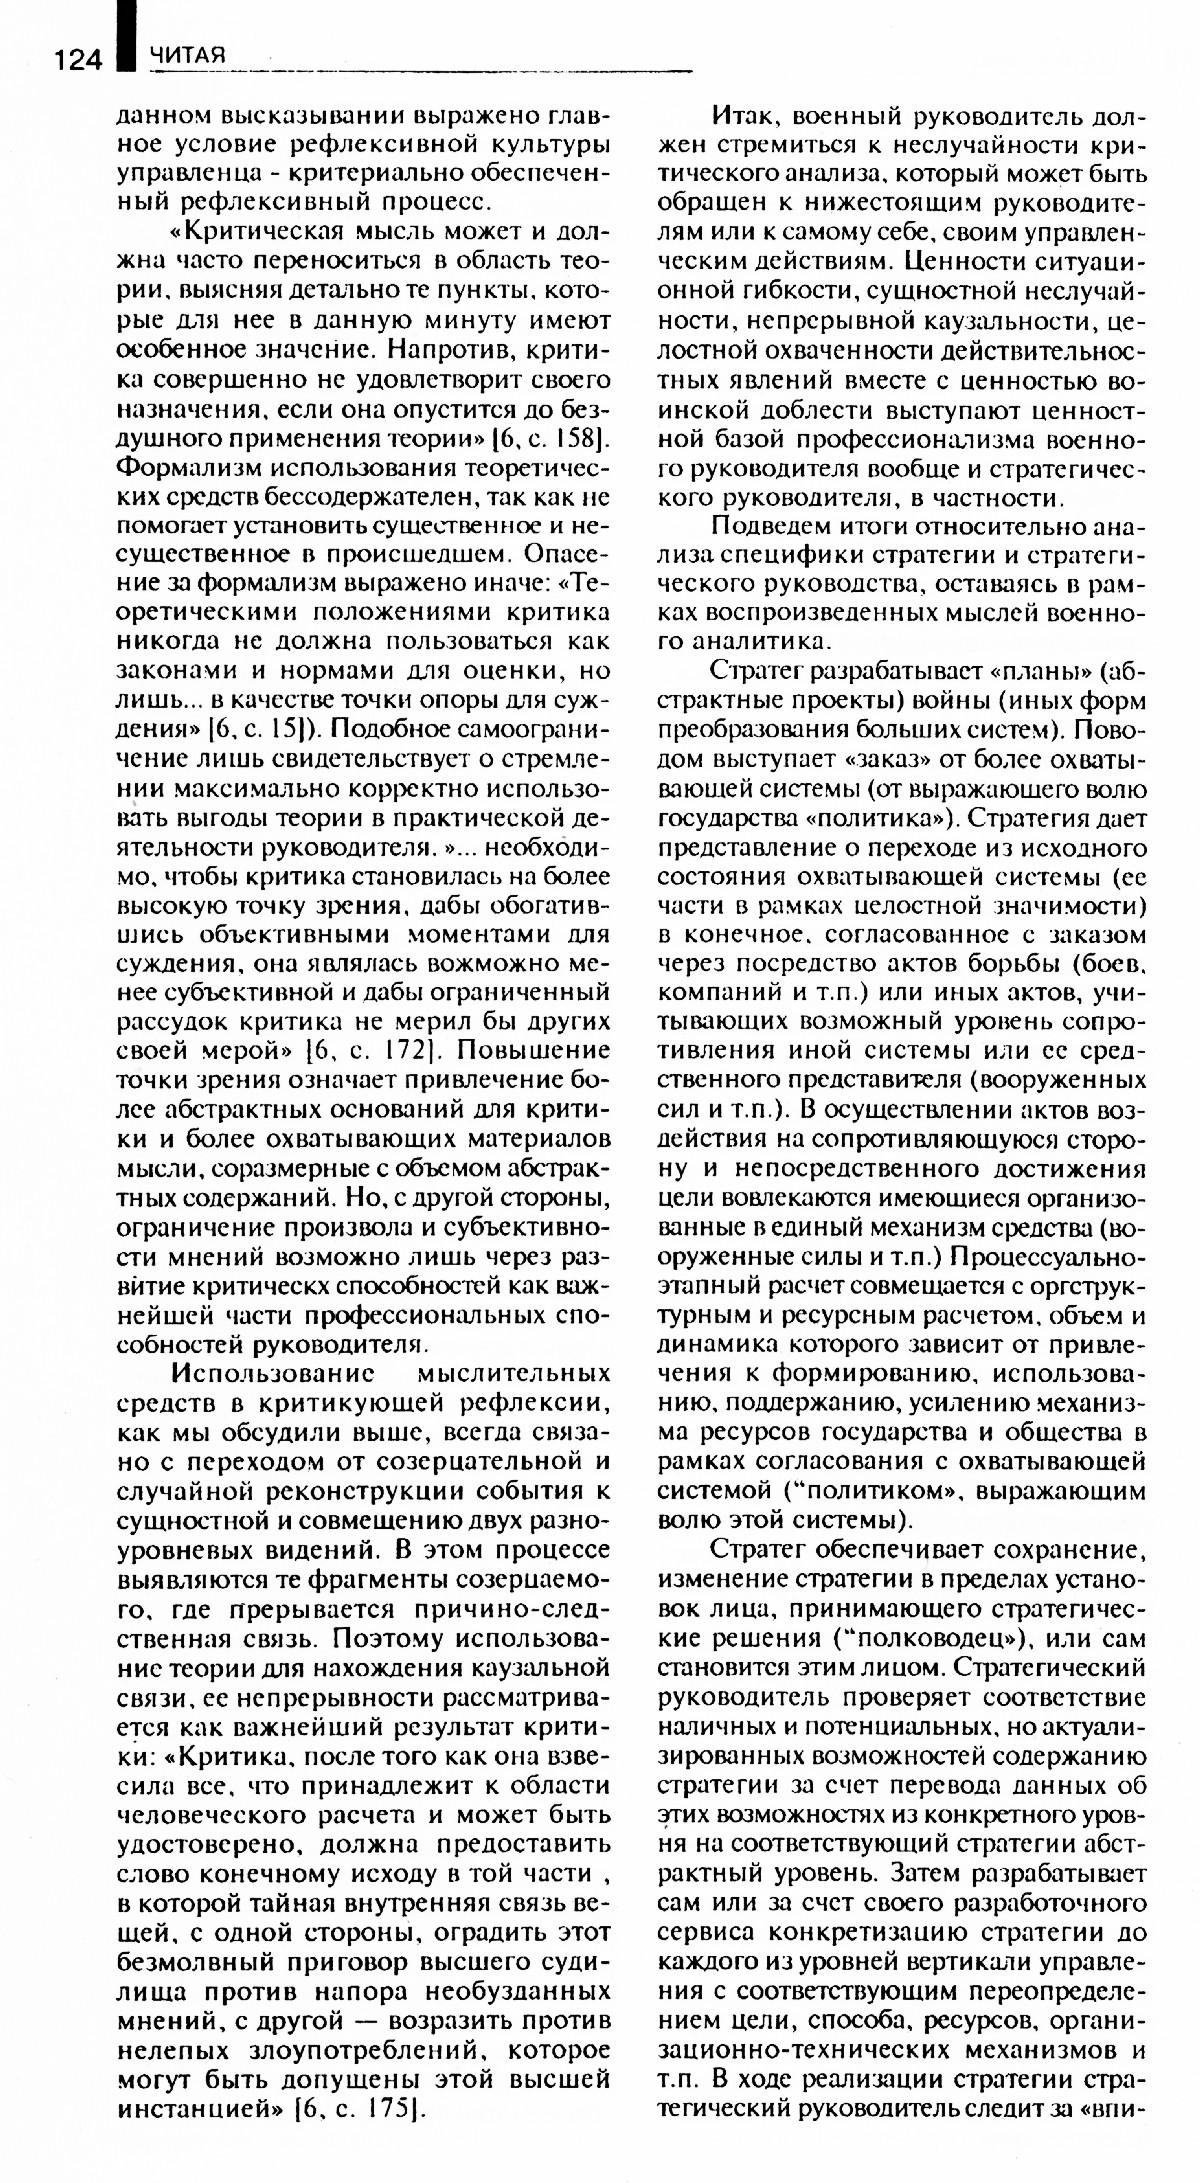 124
ЧИТАЯ
данном высказывании выражено глав-
ное условие рефлексивной культуры
управленца - критериально обеспечен-
ный рефлексивный процесс.
«Критическая мысль может и дол-
жна часто переноситься в область тео-
рии, выясняя детально те пункты, кото-
рые для нее в данную минуту имеют
особенное значение. Напротив, крити-
ка совершенно не удовлетворит своего
назначения, если она опустится до без-
душного применения теории» [6, с. 158].
Формализм использования теоретичес-
ких средств бессодержателен, так как не
помогает установить существенное и не-
существенное в происшедшем. Опасе-
ние за формализм выражено иначе: «Те-
оретическими положениями критика
никогда не должна пользоваться как
законами и нормами для оценки, но
лишь... в качестве точки опоры для суж-
дения» [6, с. 15]). Подобное самоограни-
чение лишь свидетельствует о стремле-
нии максимально корректно использо-
вать выгоды теории в практической де-
ятельности руководителя. »... необходи-
мо, чтобы критика становилась на более
высокую точку зрения, дабы обогатив-
шись объективными моментами для
суждения, она являлась вожможно ме-
нее субъективной и дабы ограниченный
рассудок критика не мерил бы других
своей мерой» [6, с. 172]. Повышение
точки зрения означает привлечение бо-
лее абстрактных оснований для крити-
ки и более охватывающих материалов
мысли, соразмерные с объемом абстрак-
тных содержаний. Но, с другой стороны,
ограничение произвола и субъективно-
сти мнений возможно лишь через раз-
витие критическх способностей как важ-
нейшей части профессиональных спо-
собностей руководителя.
Использование мыслительных
средств в критикующей рефлексии,
как мы обсудили выше, всегда связа-
но с переходом от созерцательной и
случайной реконструкции события к
сущностной и совмещению двух разно-
уровневых видений. В этом процессе
выявляются те фрагменты созерцаемо-
го, где прерывается причино-след-
ственная связь. Поэтому использова-
ние теории для нахождения каузальной
связи, ее непрерывности рассматрива-
ется как важнейший результат крити-
ки: «Критика, после того как она взве-
сила все, что принадлежит к области
человеческого расчета и может быть
удостоверено, должна предоставить
слово конечному исходу в той части ,
в которой тайная внутренняя связь ве-
щей, с одной стороны, оградить этот
безмолвный приговор высшего суди-
лища против напора необузданных
мнений, с другой — возразить против
нелепых злоупотреблений, которое
могут быть допущены этой высшей
инстанцией» [6, с. 175].
Итак, военный руководитель дол-
жен стремиться к неслучайности кри-
тического анализа, который может быть
обращен к нижестоящим руководите-
лям или к самому себе, своим управлен-
ческим действиям. Ценности ситуаци-
онной гибкости, сущностной неслучай-
ности, непрерывной каузальности, це-
лостной охваченности действительнос-
тных явлений вместе с ценностью во-
инской доблести выступают ценност-
ной базой профессионализма военно-
го руководителя вообще и стратегичес-
кого руководителя, в частности.
Подведем итоги относительно ана-
лиза специфики стратегии и стратеги-
ческого руководства, оставаясь в рам-
ках воспроизведенных мыслей военно-
го аналитика.
Стратег разрабатывает «планы» (аб-
страктные проекты) войны (иных форм
преобразования больших систем). Пово-
дом выступает «заказ» от более охваты-
вающей системы (от выражающего волю
государства «политика»). Стратегия дает
представление о переходе из исходного
состояния охватывающей системы (ее
части в рамках целостной значимости)
в конечное, согласованное с заказом
через посредство актов борьбы (боев,
компаний и т.п.) или иных актов, учи-
тывающих возможный уровень сопро-
тивления иной системы или ее сред-
ственного представителя (вооруженных
сил и т.п.). В осуществлении актов воз-
действия на сопротивляющуюся сторо-
ну и непосредственного достижения
цели вовлекаются имеющиеся организо-
ванные в единый механизм средства (во-
оруженные силы и т.п.) Процессуально-
этапный расчет совмещается с оргструк-
турным и ресурсным расчетом, объем и
динамика которого зависит от привле-
чения к формированию, использова-
нию, поддержанию, усилению механиз-
ма ресурсов государства и общества в
рамках согласования с охватывающей
системой (“политиком», выражающим
волю этой системы).
Стратег обеспечивает сохранение,
изменение стратегии в пределах устано-
вок лица, принимающего стратегичес-
кие решения (“полководец»), или сам
становится этим лицом. Стратегический
руководитель проверяет соответствие
наличных и потенциальных, но актуали-
зированных возможностей содержанию
стратегии за счет перевода данных об
этих возможностях из конкретного уров-
ня на соответствующий стратегии абст-
рактный уровень. Затем разрабатывает
сам или за счет своего разработочного
сервиса конкретизацию стратегии до
каждого из уровней вертикали управле-
ния с соответствующим переопределе-
нием цели, способа, ресурсов, органи-
зационно-технических механизмов и
т.п. В ходе реализации стратегии стра-
тегический руководитель следит за «впи-